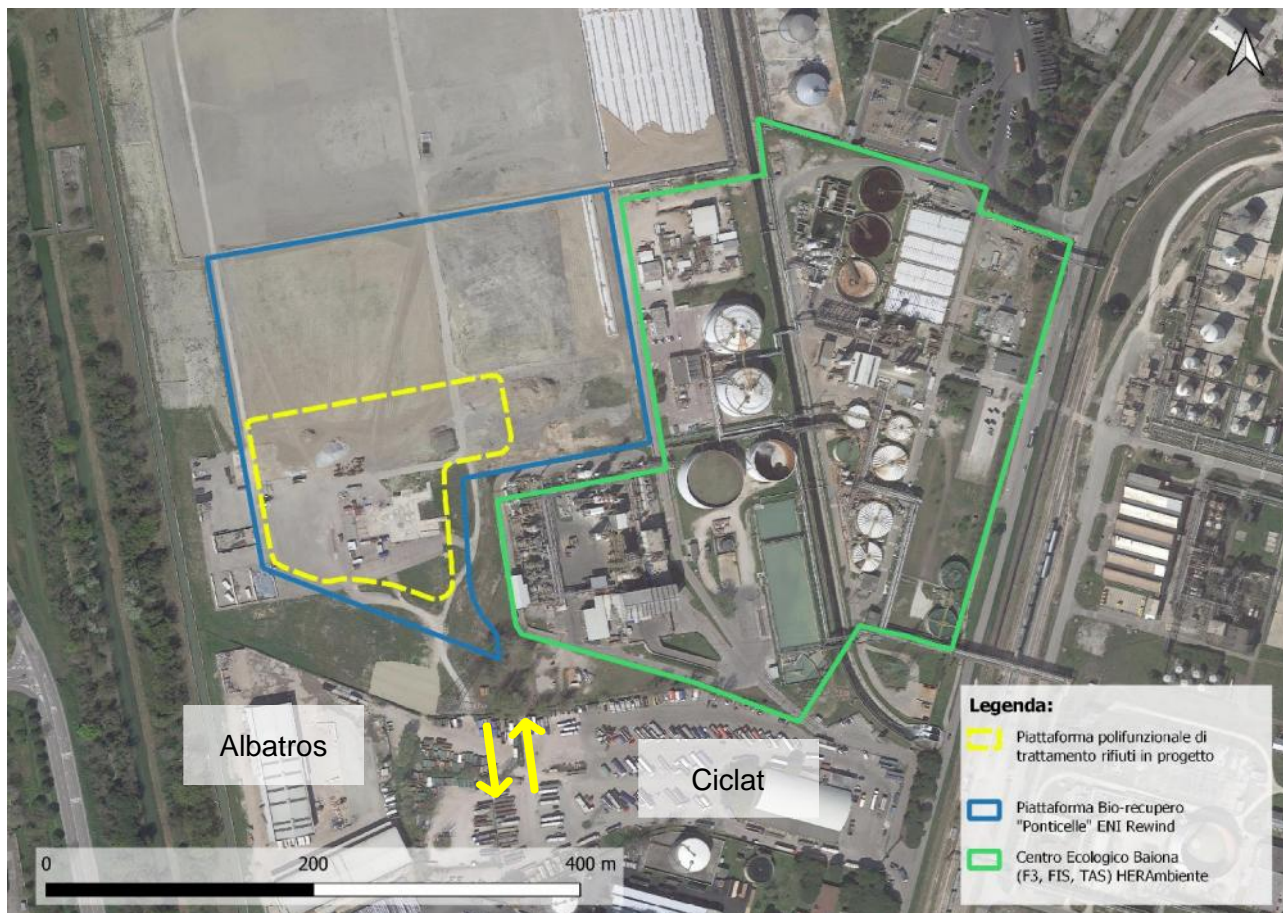 Albatros
Ciclat
0
200
400 m
Legenda:
Piattaforma polifunzionale di
trattamento rifiuti in progetto
Piattaforma Bio-recupero
"Ponticelle" ENI Rewind
Centro Ecologico Baiona
(F3, FIS, TAS) HERAmbiente